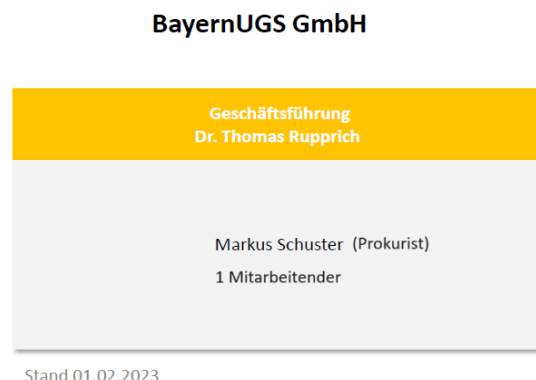 BayernUGS GmbH
Geschäftsführung
Dr. Thomas Rupprich
Markus Schuster (Prokurist)
1 Mitarbeitender
Stand 01.02.2023